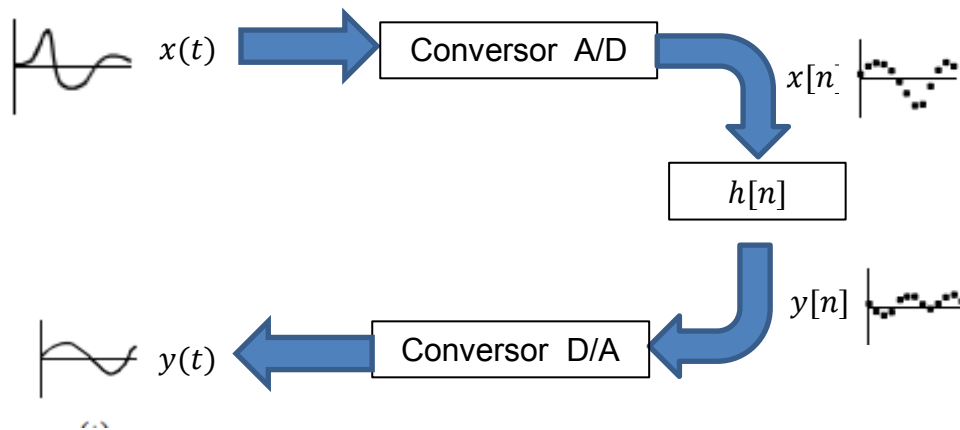 x(t)
Conversor A/D
x[n]
h[n]
y[n]
Conversor D/A
y(t)